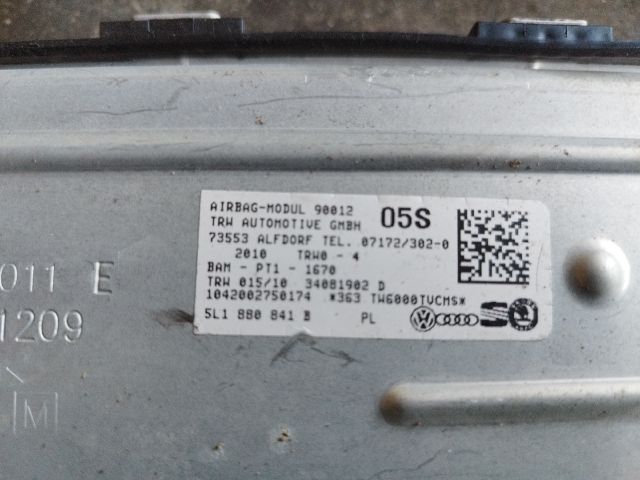 AIRBAG-MODUL 90012 05S
TRW AUTOMOTIVE GMBH
73553 ALFDORF TEL. 07172/302-0
2010 TRW0 - 4
BAM - PT1 - 1670
TRW 015/10 34081902 D
1042002750174 *363 TW6000TVCMS*
5L1 880 841 B PL
011 E
1209
M